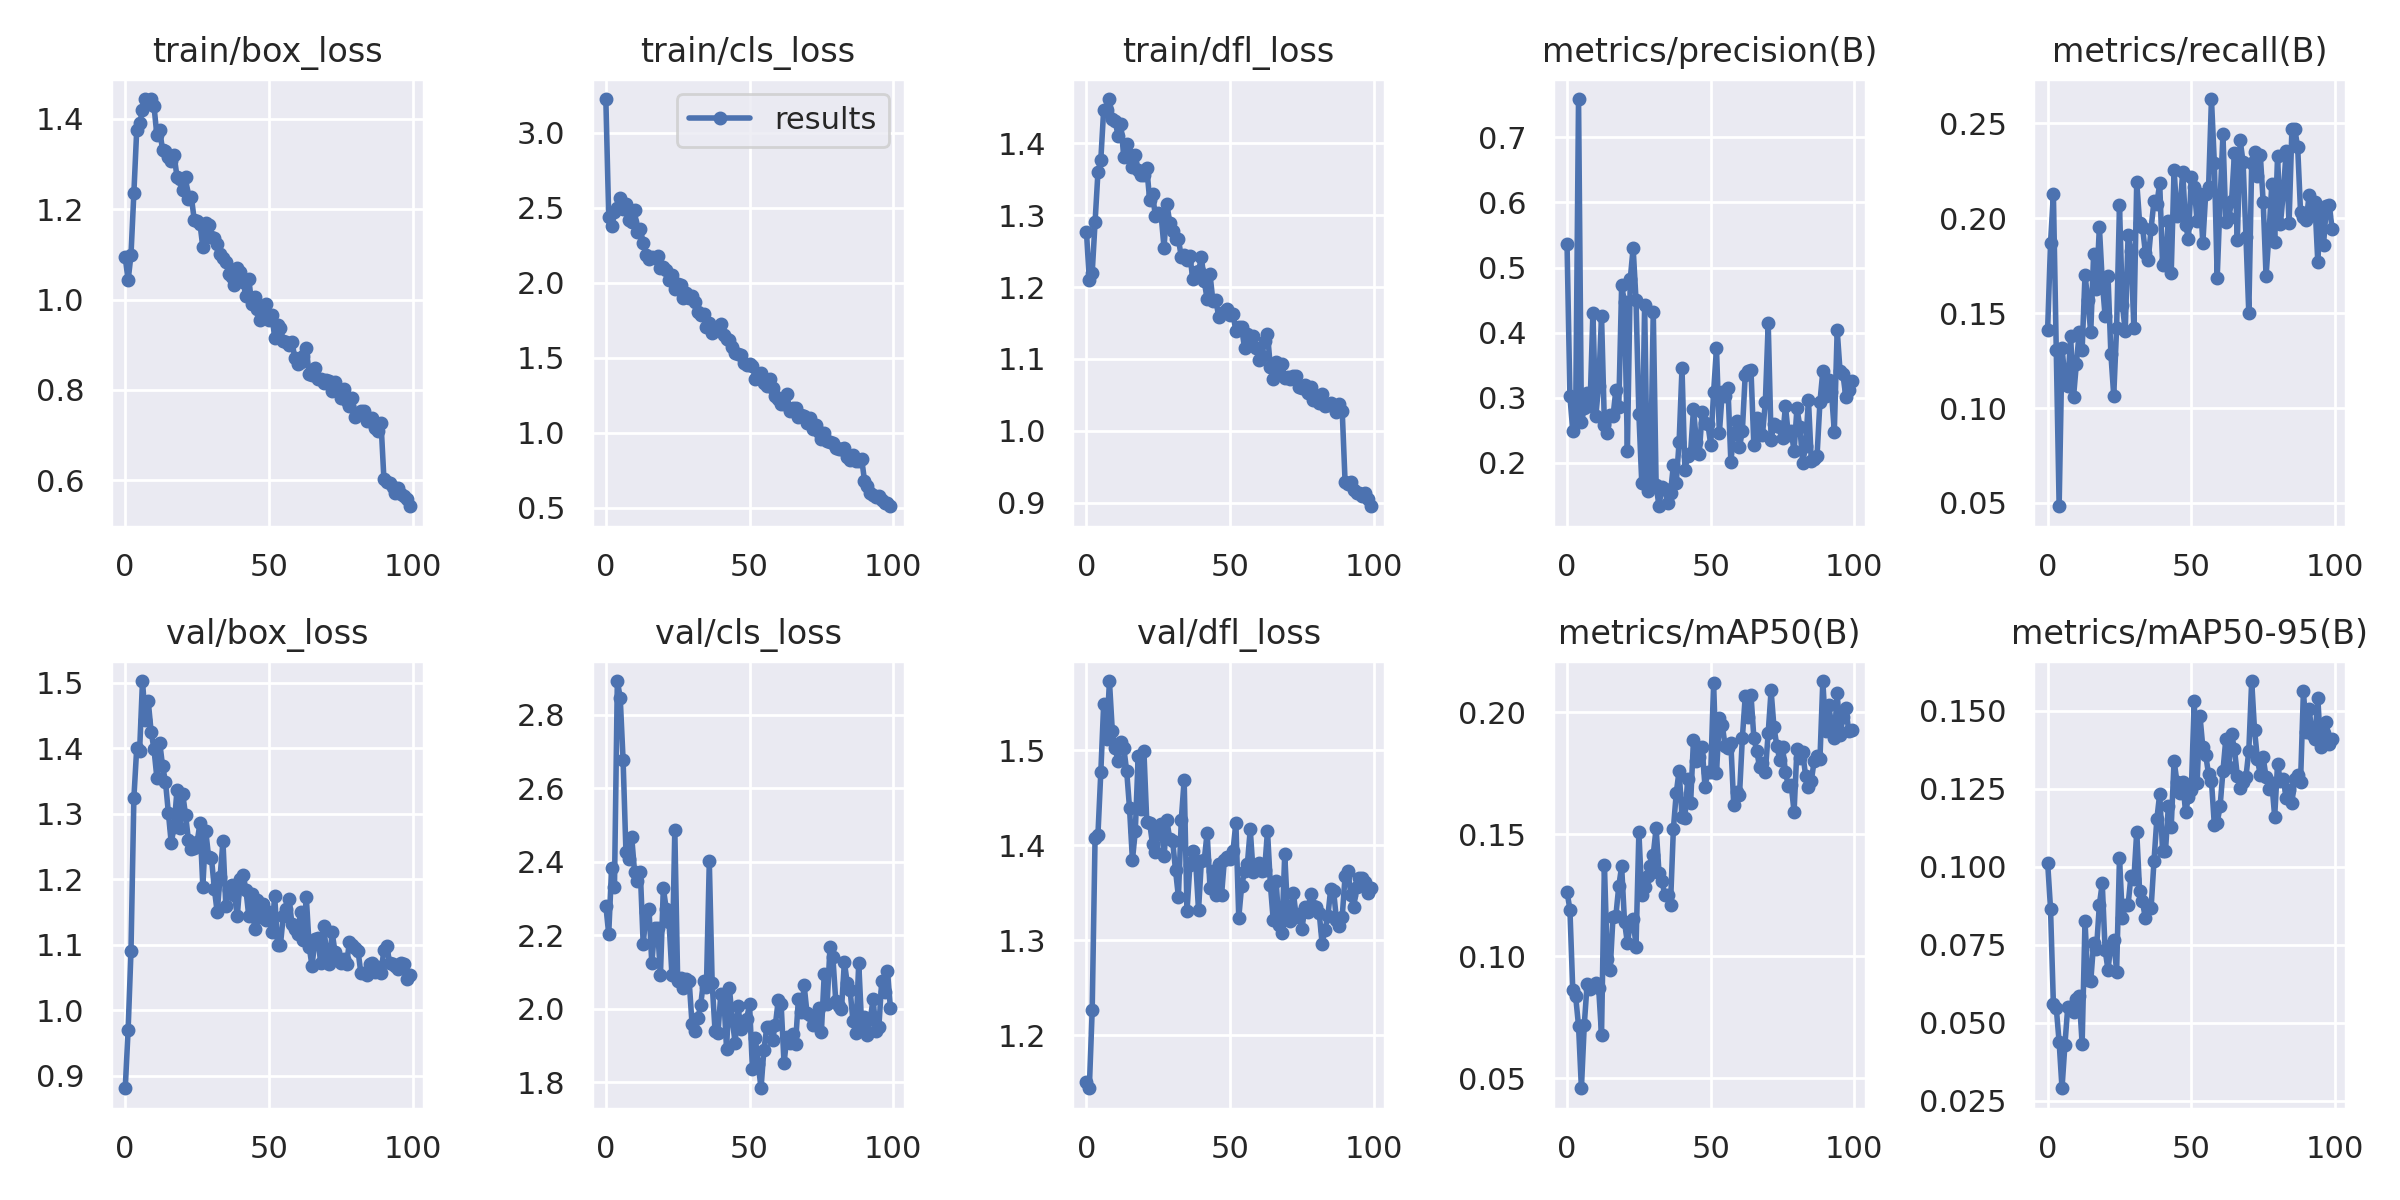 train/box_loss
train/cls_loss
train/dfl_loss
metrics/precision(B)
metrics/recall(B)
results
1.4
1.2
1.0
0.8
0.6
0 50 100
3.0
2.5
2.0
1.5
1.0
0.5
0 50 100
1.4
1.3
1.2
1.1
1.0
0.9
0 50 100
0.7
0.6
0.5
0.4
0.3
0.2
0 50 100
0.25
0.20
0.15
0.10
0.05
0 50 100
val/box_loss
val/cls_loss
val/dfl_loss
metrics/mAP50(B)
metrics/mAP50-95(B)
1.5
1.4
1.3
1.2
1.1
1.0
0.9
0 50 100
2.8
2.6
2.4
2.2
2.0
1.8
0 50 100
1.5
1.4
1.3
1.2
0 50 100
0.20
0.15
0.10
0.05
0 50 100
0.150
0.125
0.100
0.075
0.050
0.025
0 50 100